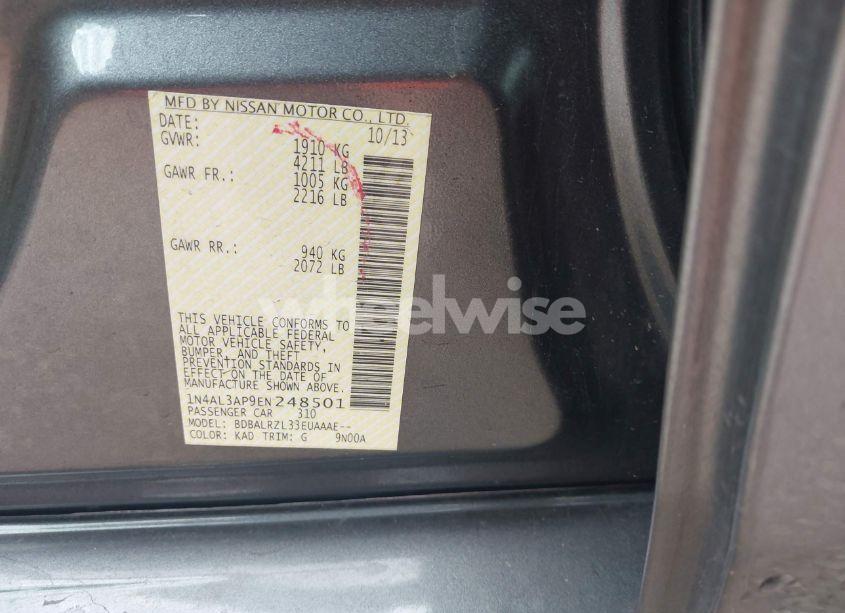 MFD BY NISSAN MOTOR CO., LTD.
DATE: 10/13
GVWR: 1910 KG
4211 LB
GAWR FR.: 1005 KG
2216 LB
GAWR RR.: 940 KG
2072 LB
wheelwise
THIS VEHICLE CONFORMS TO
ALL APPLICABLE FEDERAL
MOTOR VEHICLE SAFETY,
BUMPER, AND THEFT
PREVENTION STANDARDS IN
EFFECT ON THE DATE OF
MANUFACTURE SHOWN ABOVE.
1N4AL3AP9EN248501
PASSENGER CAR 310
MODEL: BDBALRZL33EUAAAE--
COLOR: KAD TRIM: G 9N00A